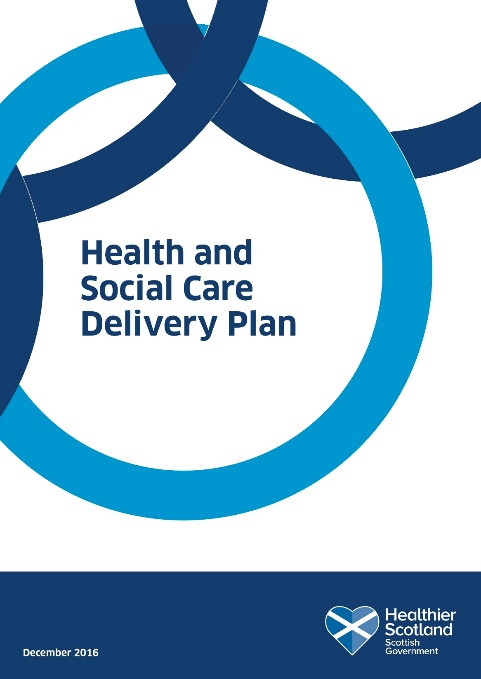 Health and
Social Care
Delivery Plan
Healthier
Scotland
Scottish
Government
December 2016